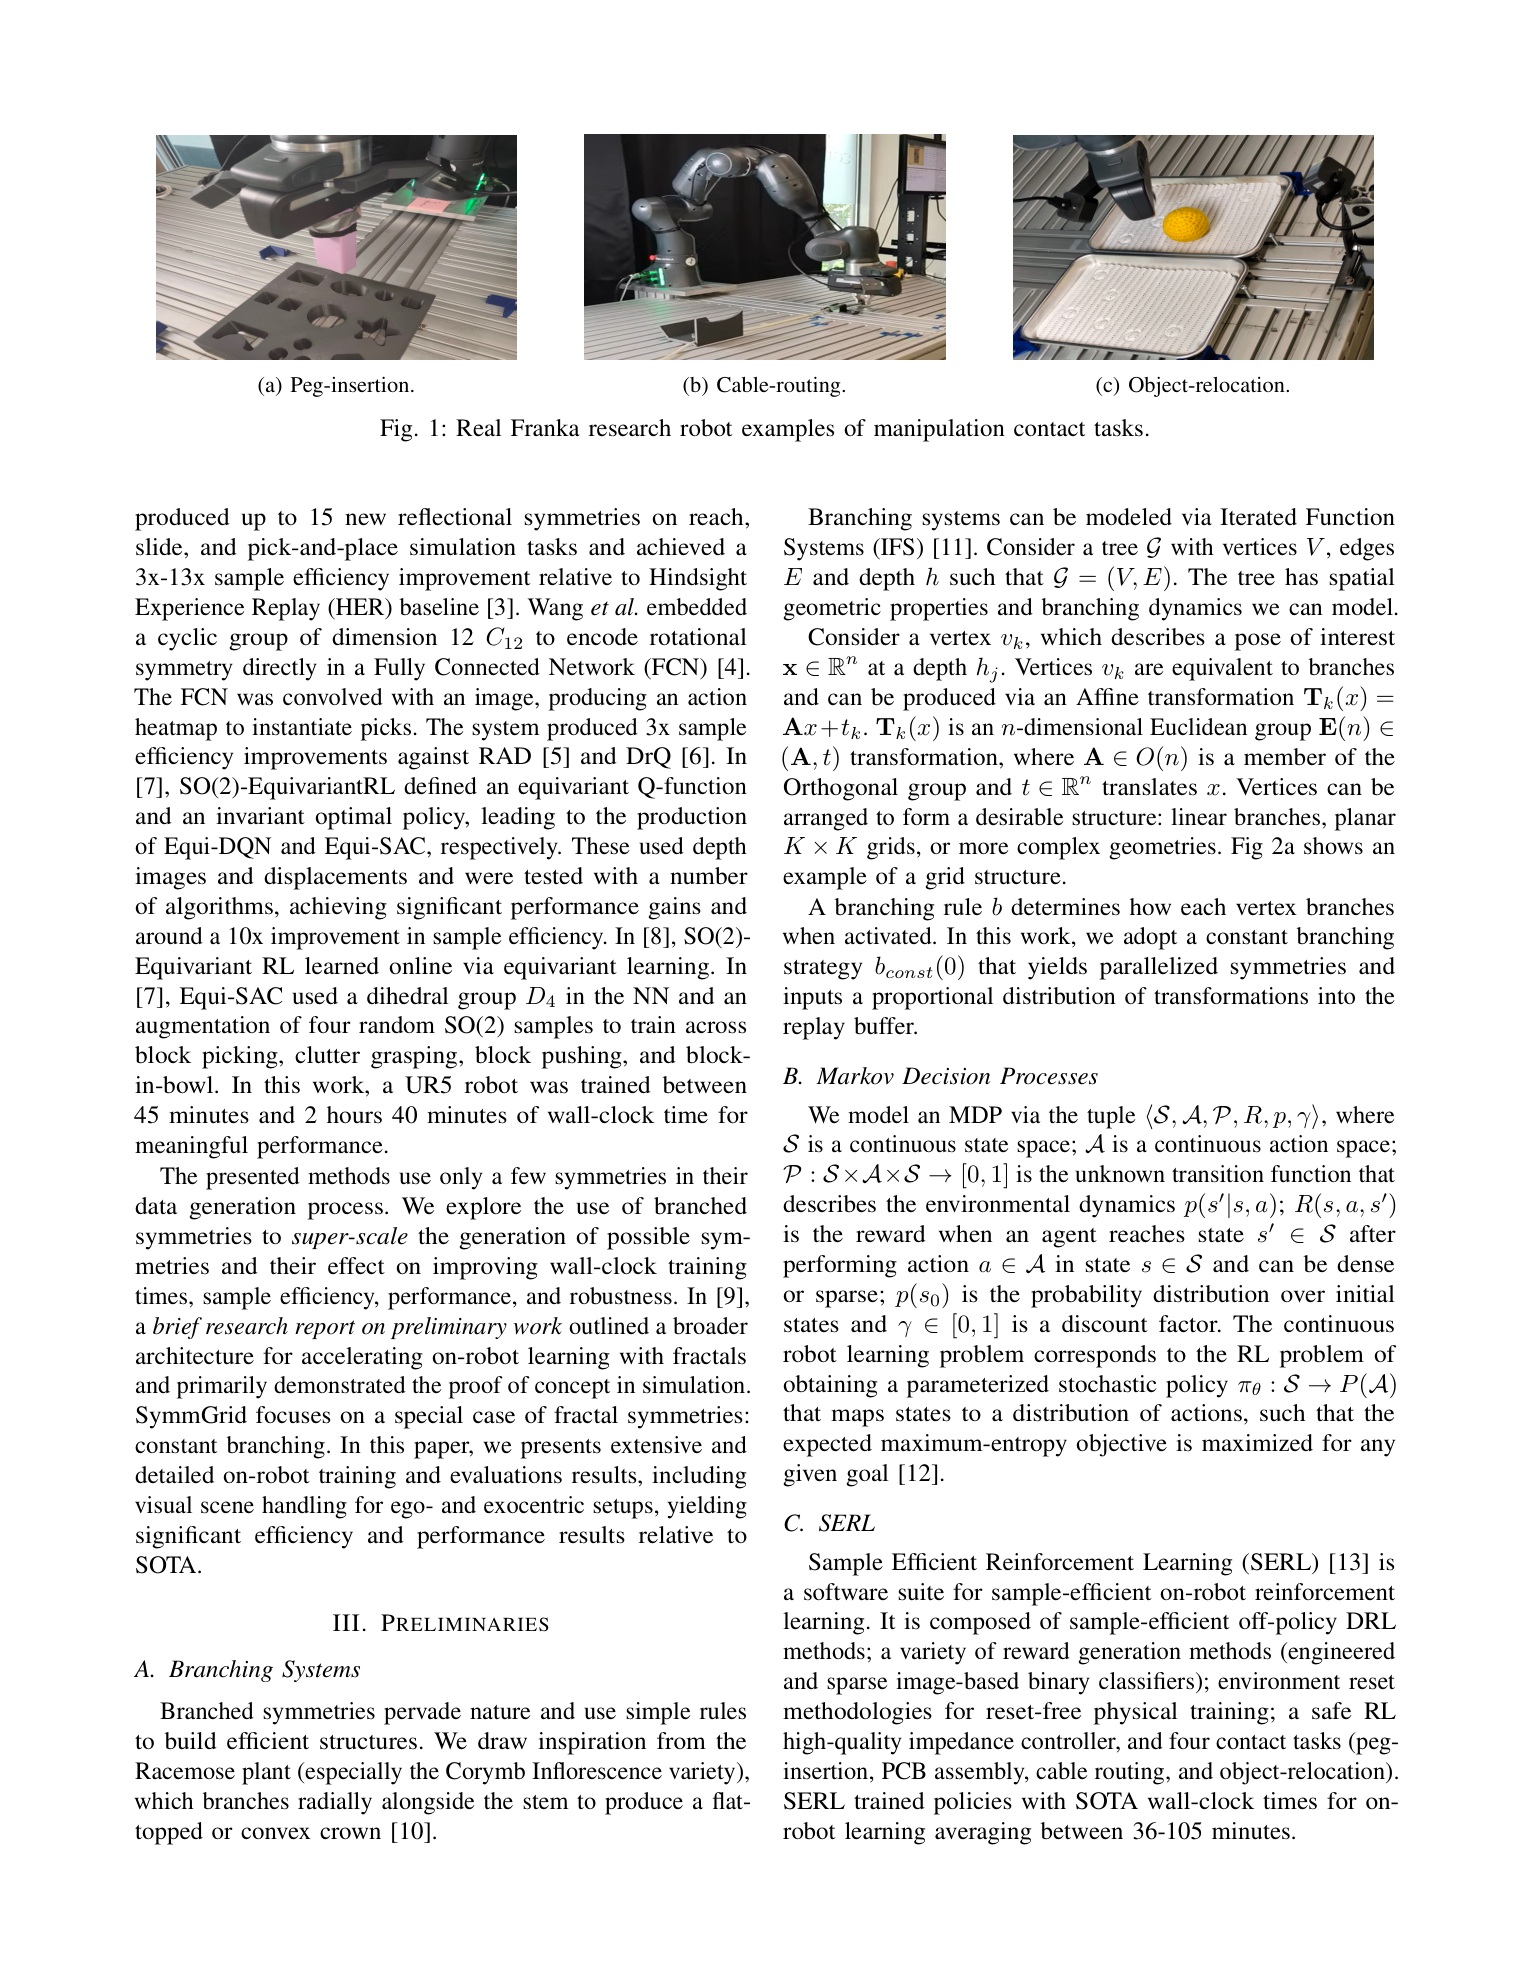 (a) Peg-insertion.
(b) Cable-routing.
(c) Object-relocation.
Fig. 1: Real Franka research robot examples of manipulation contact tasks.
produced up to 15 new reflectional symmetries on reach,
slide, and pick-and-place simulation tasks and achieved a
3x-13x sample efficiency improvement relative to Hindsight
Experience Replay (HER) baseline [3]. Wang et al. embedded
a cyclic group of dimension 12 C₁₂ to encode rotational
symmetry directly in a Fully Connected Network (FCN) [4].
The FCN was convolved with an image, producing an action
heatmap to instantiate picks. The system produced 3x sample
efficiency improvements against RAD [5] and DrQ [6]. In
[7], SO(2)-EquivariantRL defined an equivariant Q-function
and an invariant optimal policy, leading to the production
of Equi-DQN and Equi-SAC, respectively. These used depth
images and displacements and were tested with a number
of algorithms, achieving significant performance gains and
around a 10x improvement in sample efficiency. In [8], SO(2)-
Equivariant RL learned online via equivariant learning. In
[7], Equi-SAC used a dihedral group D₄ in the NN and an
augmentation of four random SO(2) samples to train across
block picking, clutter grasping, block pushing, and block-
in-bowl. In this work, a UR5 robot was trained between
45 minutes and 2 hours 40 minutes of wall-clock time for
meaningful performance.
The presented methods use only a few symmetries in their
data generation process. We explore the use of branched
symmetries to super-scale the generation of possible sym-
metries and their effect on improving wall-clock training
times, sample efficiency, performance, and robustness. In [9],
a brief research report on preliminary work outlined a broader
architecture for accelerating on-robot learning with fractals
and primarily demonstrated the proof of concept in simulation.
SymmGrid focuses on a special case of fractal symmetries:
constant branching. In this paper, we presents extensive and
detailed on-robot training and evaluations results, including
visual scene handling for ego- and exocentric setups, yielding
significant efficiency and performance results relative to
SOTA.
III. PRELIMINARIES
A. Branching Systems
Branched symmetries pervade nature and use simple rules
to build efficient structures. We draw inspiration from the
Racemose plant (especially the Corymb Inflorescence variety),
which branches radially alongside the stem to produce a flat-
topped or convex crown [10].
Branching systems can be modeled via Iterated Function
Systems (IFS) [11]. Consider a tree 𝒢 with vertices V, edges
E and depth h such that 𝒢 = (V, E). The tree has spatial
geometric properties and branching dynamics we can model.
Consider a vertex vₖ, which describes a pose of interest
x ∈ ℝⁿ at a depth hⱼ. Vertices vₖ are equivalent to branches
and can be produced via an Affine transformation Tₖ(x) =
Ax+tₖ. Tₖ(x) is an n-dimensional Euclidean group E(n) ∈
(A, t) transformation, where A ∈ O(n) is a member of the
Orthogonal group and t ∈ ℝⁿ translates x. Vertices can be
arranged to form a desirable structure: linear branches, planar
K × K grids, or more complex geometries. Fig 2a shows an
example of a grid structure.
A branching rule b determines how each vertex branches
when activated. In this work, we adopt a constant branching
strategy b_const(0) that yields parallelized symmetries and
inputs a proportional distribution of transformations into the
replay buffer.
B. Markov Decision Processes
We model an MDP via the tuple ⟨𝒮, 𝒜, 𝒫, R, p, γ⟩, where
𝒮 is a continuous state space; 𝒜 is a continuous action space;
𝒫 : 𝒮×𝒜×𝒮 → [0, 1] is the unknown transition function that
describes the environmental dynamics p(s′|s, a); R(s, a, s′)
is the reward when an agent reaches state s′ ∈ 𝒮 after
performing action a ∈ 𝒜 in state s ∈ 𝒮 and can be dense
or sparse; p(s₀) is the probability distribution over initial
states and γ ∈ [0, 1] is a discount factor. The continuous
robot learning problem corresponds to the RL problem of
obtaining a parameterized stochastic policy π_θ : 𝒮 → P(𝒜)
that maps states to a distribution of actions, such that the
expected maximum-entropy objective is maximized for any
given goal [12].
C. SERL
Sample Efficient Reinforcement Learning (SERL) [13] is
a software suite for sample-efficient on-robot reinforcement
learning. It is composed of sample-efficient off-policy DRL
methods; a variety of reward generation methods (engineered
and sparse image-based binary classifiers); environment reset
methodologies for reset-free physical training; a safe RL
high-quality impedance controller, and four contact tasks (peg-
insertion, PCB assembly, cable routing, and object-relocation).
SERL trained policies with SOTA wall-clock times for on-
robot learning averaging between 36-105 minutes.